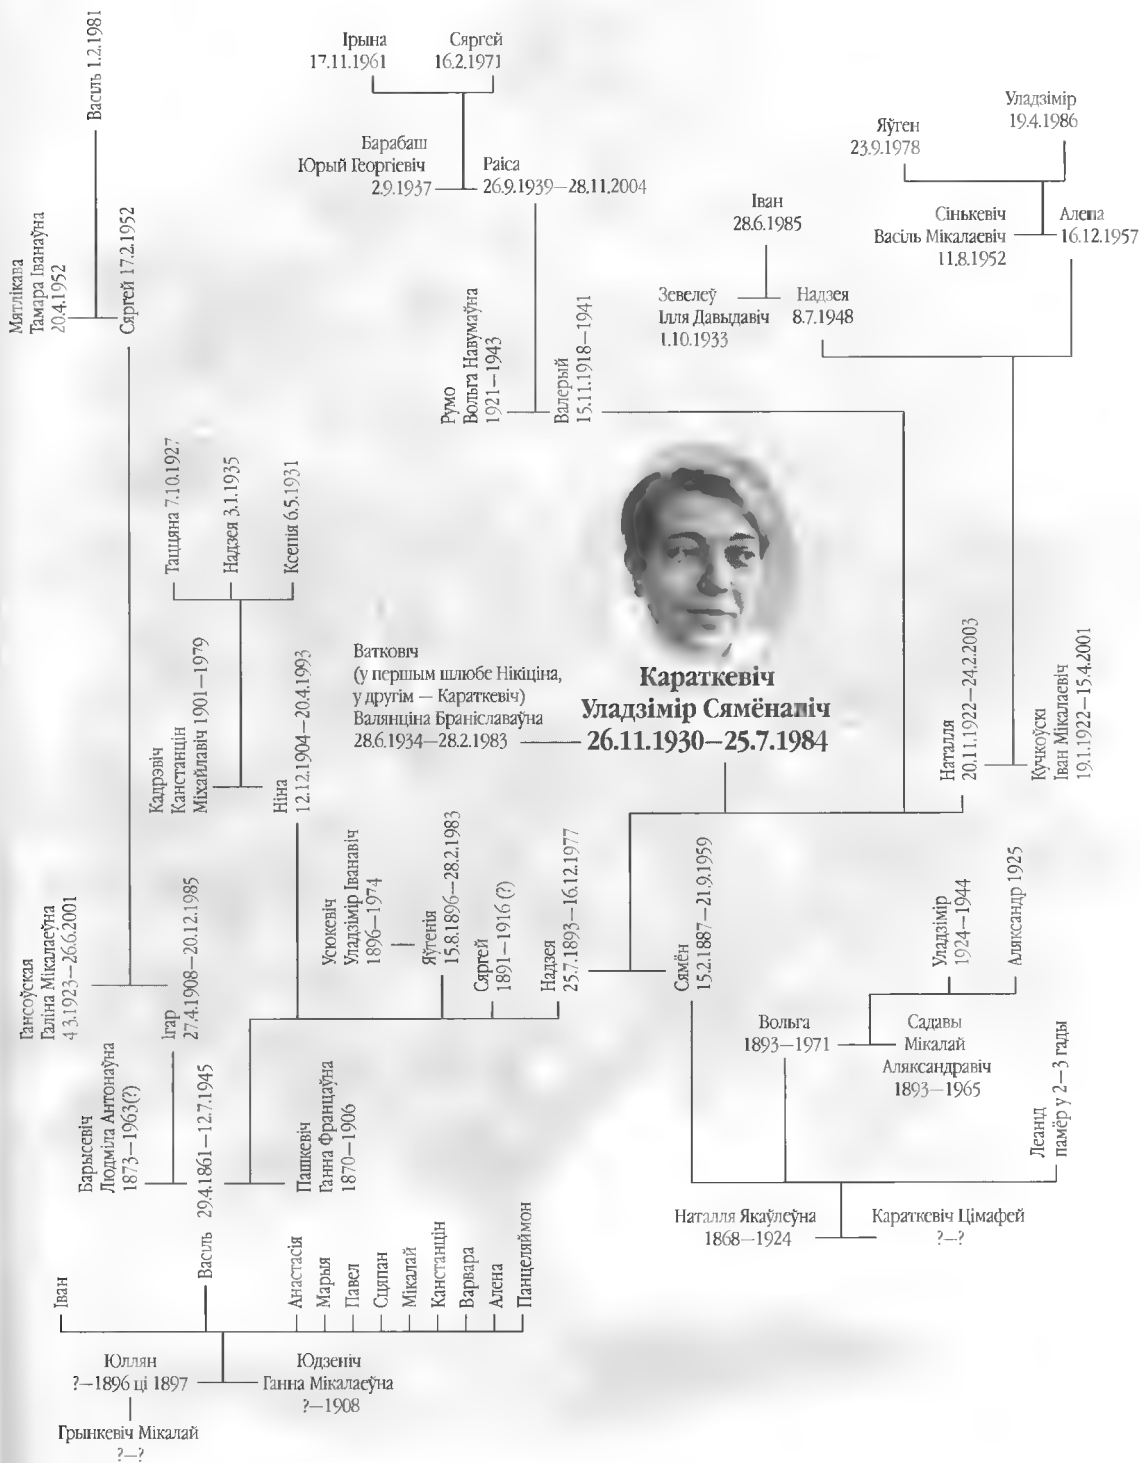 Васіль 1.2.1981
Ірына
17.11.1961
Сяргей
16.2.1971
Уладзімір
19.4.1986
Яўген
23.9.1978
Барабаш
Юрый Георгіевіч
2.9.1937
Раіса
26.9.1939—28.11.2004
Іван
28.6.1985
Сінькевіч
Васіль Мікалаевіч
11.8.1952
Алена
16.12.1957
Мятлікава
Тамара Іванаўна
20.4.1952
Сяргей 17.2.1952
Зевелеў
Ілля Давыдавіч
1.10.1933
Надзея
8.7.1948
Румо
Вольга Навумаўна
1921—1943
Валерый
15.11.1918—1941
Таццяна 7.10.1927
Надзея 3.1.1935
Ксенія 6.5.1931
Кадрэвіч
Канстанцін
Міхайлавіч 1901—1979
Ніна
12.12.1904—20.4.1993
Ватковіч
(у першым шлюбе Нікіціна,
у другім — Караткевіч)
Валянціна Браніславаўна
28.6.1934—28.2.1983
Караткевіч
Уладзімір Сямёнавіч
26.11.1930—25.7.1984
Наталля
20.11.1922—24.2.2003
Кучкоўскі
Іван Мікалаевіч
19.1.1922—15.4.2001
Гансоўская
Галіна Мікалаеўна
4.3.1923—26.6.2001
Ігар
27.4.1908—20.12.1985
Усюкевіч
Уладзімір Іванавіч
1896—1974
Яўгенія
15.8.1896—28.2.1983
Сяргей
1891—1916 (?)
Надзея
25.7.1893—16.12.1977
Сямён
15.2.1887—21.9.1959
Уладзімір
1924—1944
Аляксандр 1925
Вольга
1893—1971
Садавы
Мікалай
Аляксандравіч
1893—1965
Леанід
памёр у 2—3 гады
Барысевіч
Людміла Антонаўна
1873—1963(?)
Васіль 29.4.1861—12.7.1945
Пашкевіч
Ганна Францаўна
1870—1906
Наталля Якаўлеўна
1868—1924
Караткевіч Цімафей
?—?
Іван
Анастасія
Марыя
Павел
Сцяпан
Мікалай
Канстанцін
Варвара
Алена
Панцеляймон
Юллян
?—1896 ці 1897
Юдзеніч
Ганна Мікалаеўна
?—1908
Грынкевіч Мікалай
?—?